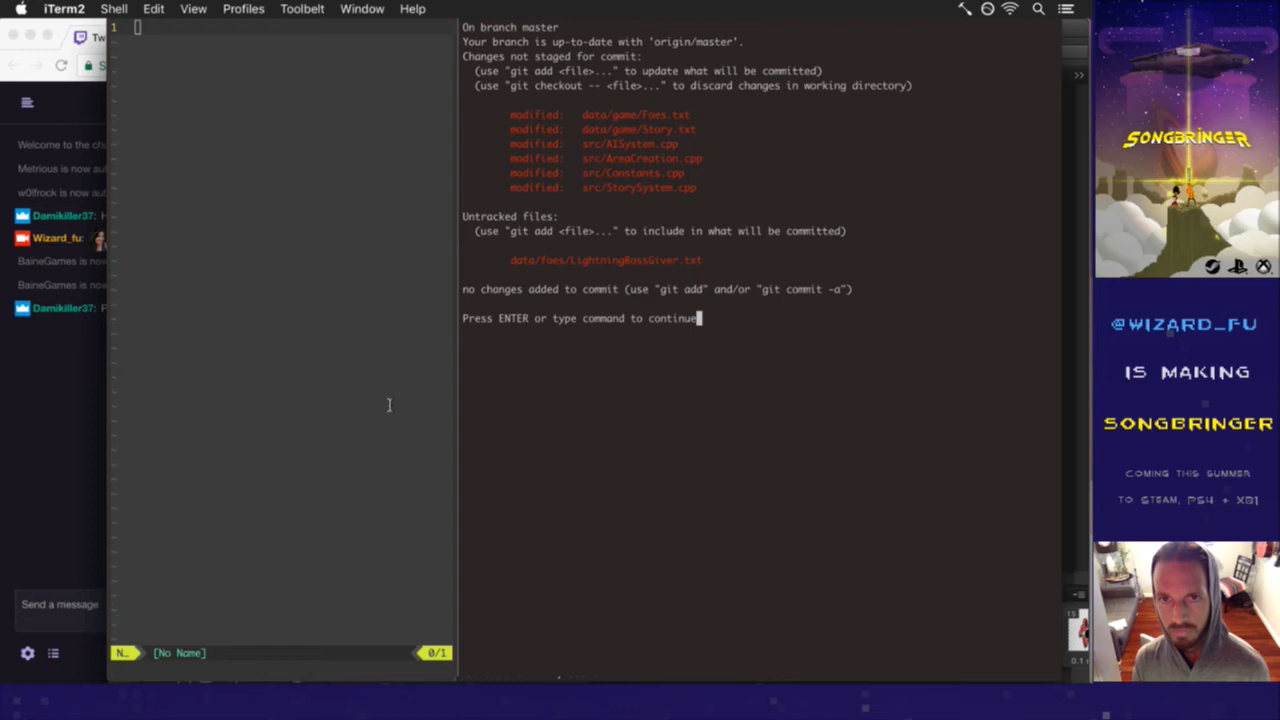 iTerm2 Shell Edit View Profiles Toolbelt Window Help
Tw
S
Welcome to the cha
Metrious is now aut
w0lfrock is now aut
Damikiller37: H
Wizard_fu:
BaineGames is now
BaineGames is now
Damikiller37: F
Send a message
1
N… [No Name] 0/1
On branch master
Your branch is up-to-date with 'origin/master'.
Changes not staged for commit:
(use "git add <file>..." to update what will be committed)
(use "git checkout -- <file>..." to discard changes in working directory)
modified: data/game/Foes.txt
modified: data/game/Story.txt
modified: src/AISystem.cpp
modified: src/AreaCreation.cpp
modified: src/Constants.cpp
modified: src/StorySystem.cpp
Untracked files:
(use "git add <file>..." to include in what will be committed)
data/foes/LightningBossGiver.txt
no changes added to commit (use "git add" and/or "git commit -a")
Press ENTER or type command to continue
15
0.1
SONGBRINGER
@WIZARD_FU
IS MAKING
SONGBRINGER
COMING THIS SUMMER
TO STEAM, PS4 + XB1